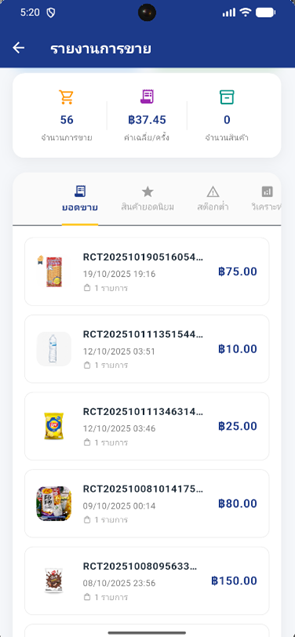 5:20
รายงานการขาย
56
฿37.45
0
จำนวนการขาย
ค่าเฉลี่ย/ครั้ง
จำนวนสินค้า
ยอดขาย
สินค้ายอดนิยม
สต็อกต่ำ
วิเคราะห์
RCT202510190516054...
19/10/2025 19:16
1 รายการ
฿75.00
RCT202510111351544...
12/10/2025 03:51
1 รายการ
฿10.00
RCT202510111346314...
12/10/2025 03:46
1 รายการ
฿25.00
RCT202510081014175...
09/10/2025 00:14
1 รายการ
฿80.00
RCT20251008095633...
08/10/2025 23:56
1 รายการ
฿150.00